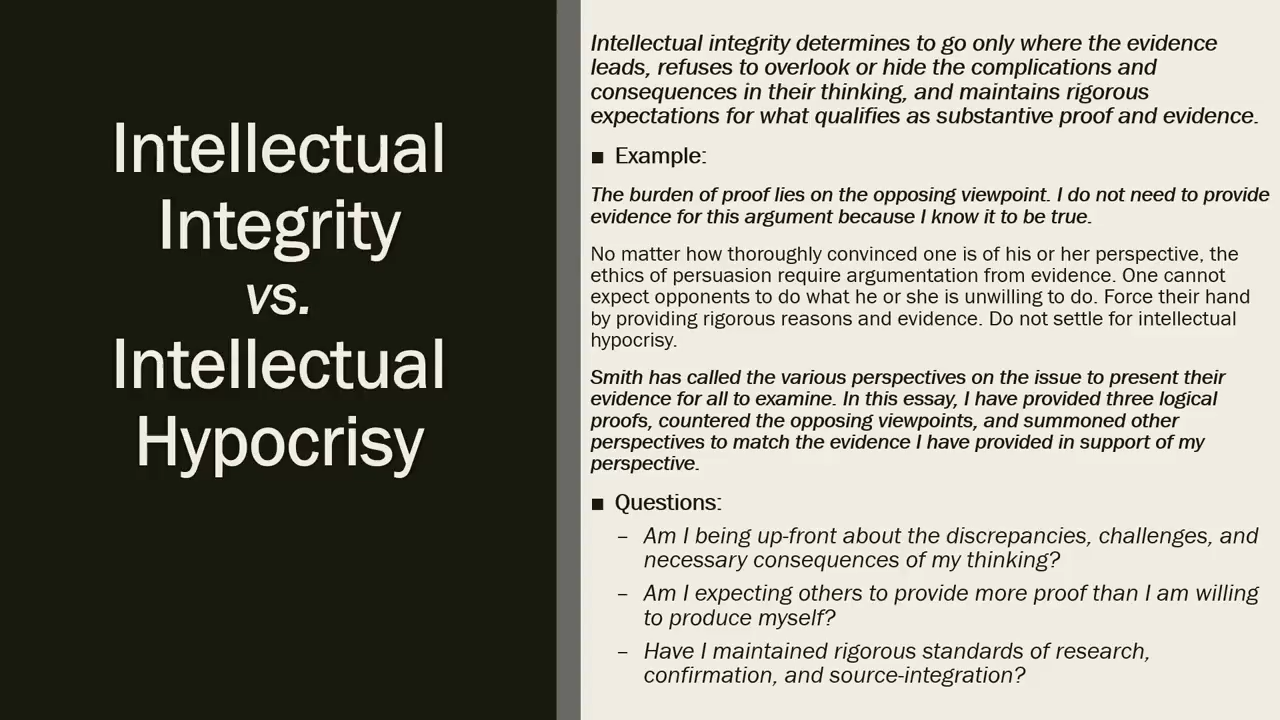 Intellectual
Integrity
vs.
Intellectual
Hypocrisy
Intellectual integrity determines to go only where the evidence
leads, refuses to overlook or hide the complications and
consequences in their thinking, and maintains rigorous
expectations for what qualifies as substantive proof and evidence.
■ Example:
The burden of proof lies on the opposing viewpoint. I do not need to provide
evidence for this argument because I know it to be true.
No matter how thoroughly convinced one is of his or her perspective, the
ethics of persuasion require argumentation from evidence. One cannot
expect opponents to do what he or she is unwilling to do. Force their hand
by providing rigorous reasons and evidence. Do not settle for intellectual
hypocrisy.
Smith has called the various perspectives on the issue to present their
evidence for all to examine. In this essay, I have provided three logical
proofs, countered the opposing viewpoints, and summoned other
perspectives to match the evidence I have provided in support of my
perspective.
■ Questions:
– Am I being up-front about the discrepancies, challenges, and
necessary consequences of my thinking?
– Am I expecting others to provide more proof than I am willing
to produce myself?
– Have I maintained rigorous standards of research,
confirmation, and source-integration?